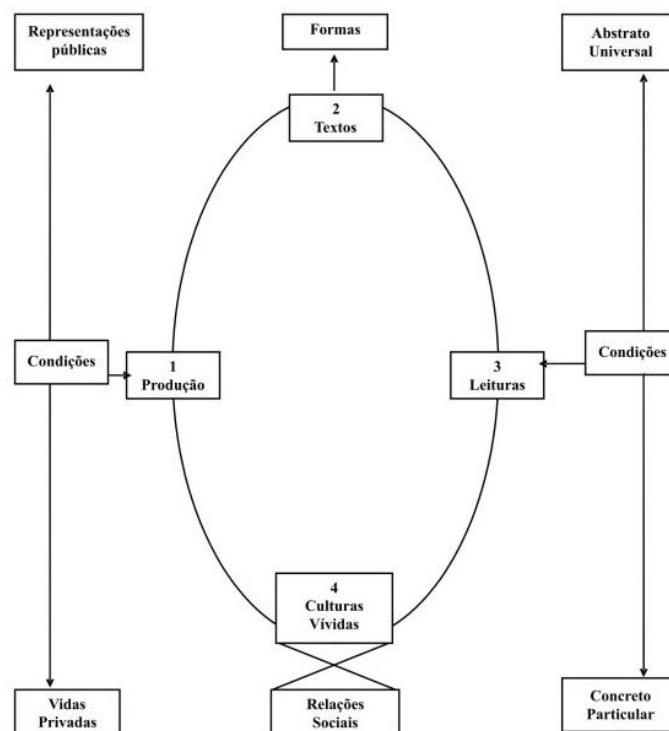 Representações
públicas
Formas
Abstrato
Universal
2
Textos
Condições
1
Produção
3
Leituras
Condições
4
Culturas
Vívidas
Vidas
Privadas
Relações
Sociais
Concreto
Particular